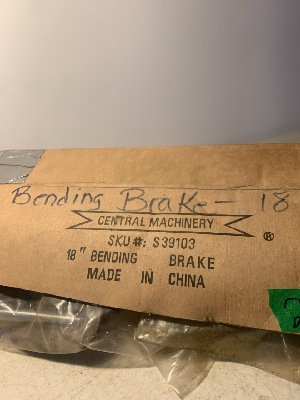 Bending Brake - 18
CENTRAL MACHINERY
®
SKU#: S39103
18" BENDING BRAKE
MADE IN CHINA